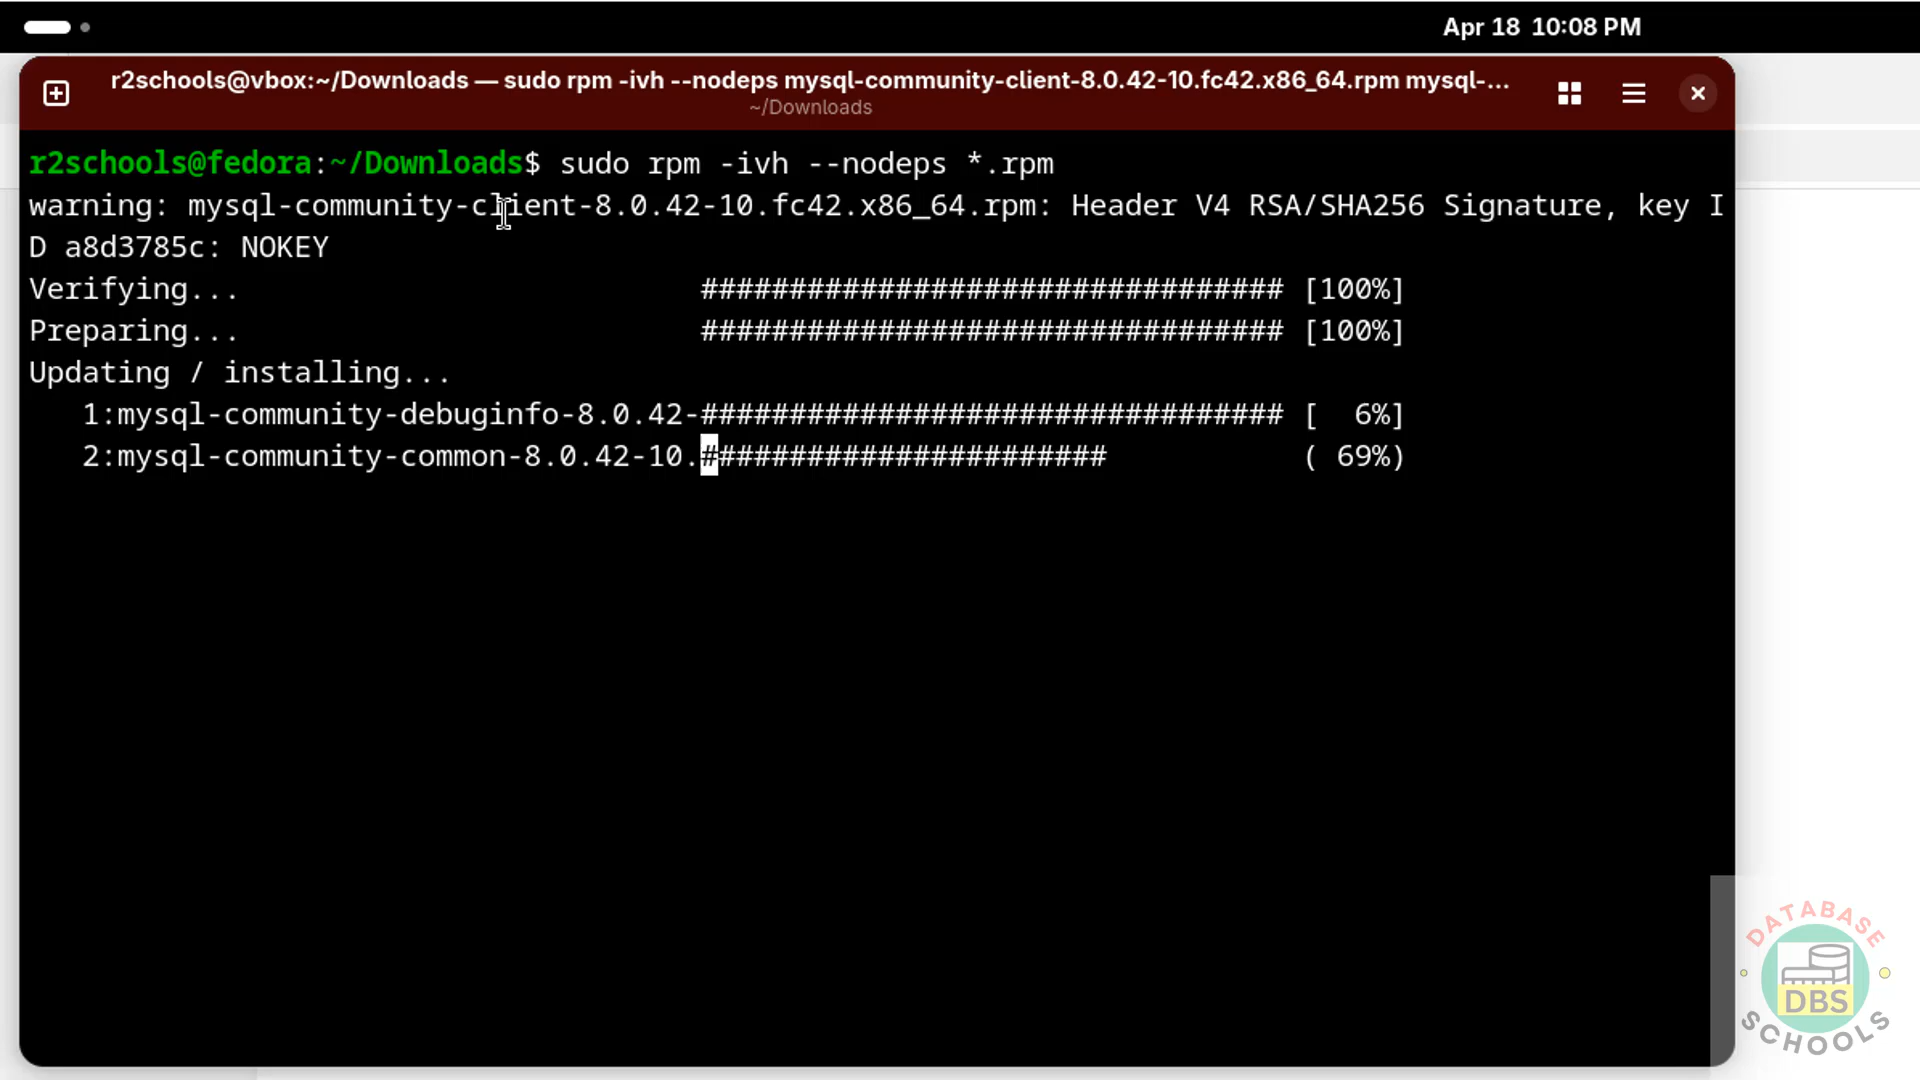 Apr 18 10:08 PM
r2schools@vbox:~/Downloads — sudo rpm -ivh --nodeps mysql-community-client-8.0.42-10.fc42.x86_64.rpm mysql-...
~/Downloads
r2schools@fedora:~/Downloads$ sudo rpm -ivh --nodeps *.rpm
warning: mysql-community-client-8.0.42-10.fc42.x86_64.rpm: Header V4 RSA/SHA256 Signature, key I
D a8d3785c: NOKEY
Verifying... ################################# [100%]
Preparing... ################################# [100%]
Updating / installing...
1:mysql-community-debuginfo-8.0.42-################################# [  6%]
2:mysql-community-common-8.0.42-10.####################### ( 69%)
DATABASE
DBS
SCHOOLS